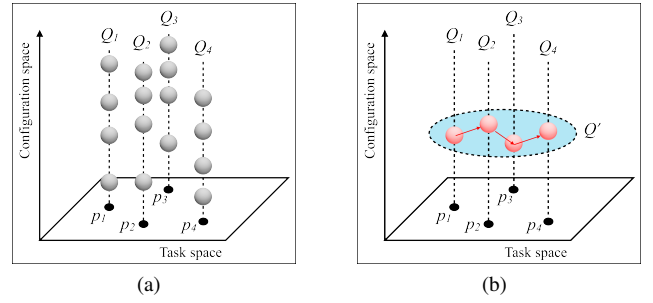 Q1
Q2
Q3
Q4
Configuration space
p1
p2
p3
p4
Task space
(a)
Q1
Q2
Q3
Q4
Configuration space
Q'
p1
p2
p3
p4
Task space
(b)